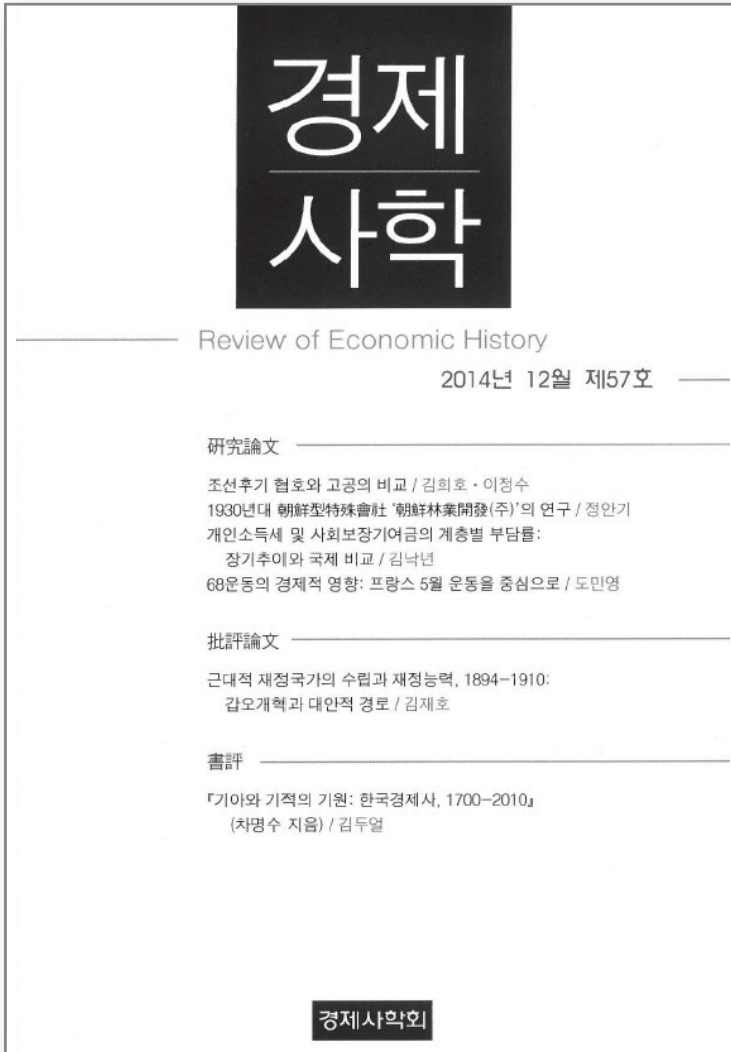 경제
사학
Review of Economic History
2014년 12월 제57호
硏究論文
조선후기 협호와 고공의 비교 / 김희호 · 이정수
1930년대 朝鮮型特殊會社 ‘朝鮮林業開發(주)’의 연구 / 정안기
개인소득세 및 사회보장기여금의 계층별 부담률:
장기추이와 국제 비교 / 김낙년
68운동의 경제적 영향: 프랑스 5월 운동을 중심으로 / 도민영
批評論文
근대적 재정국가의 수립과 재정능력, 1894-1910:
갑오개혁과 대안적 경로 / 김재호
書評
『기아와 기적의 기원: 한국경제사, 1700-2010』
(차명수 지음) / 김두얼
경제사학회